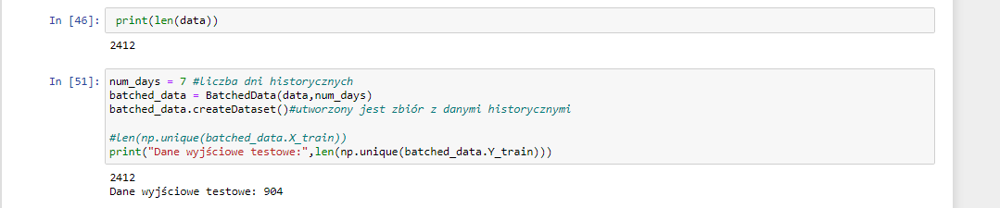 In [46]: print(len(data))
2412
In [51]: num_days = 7 #liczba dni historycznych
batched_data = BatchedData(data,num_days)
batched_data.createDataset()#utworzony jest zbiór z danymi historycznymi
#len(np.unique(batched_data.X_train))
print("Dane wyjściowe testowe:",len(np.unique(batched_data.Y_train)))
2412
Dane wyjściowe testowe: 904